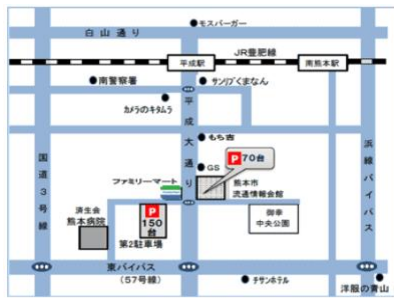 モスバーガー
白山通り
JR豊肥線
平成駅
南熊本駅
南警察署
サンリブくまなん
カメラのキタムラ
平成大通り
もち吉
P70台
GS
国道3号線
浜線バイパス
ファミリーマート
熊本市
流通情報会館
済生会
熊本病院
P
150
台
第2駐車場
御幸
中央公園
東バイパス
(57号線)
チサンホテル
洋服の青山